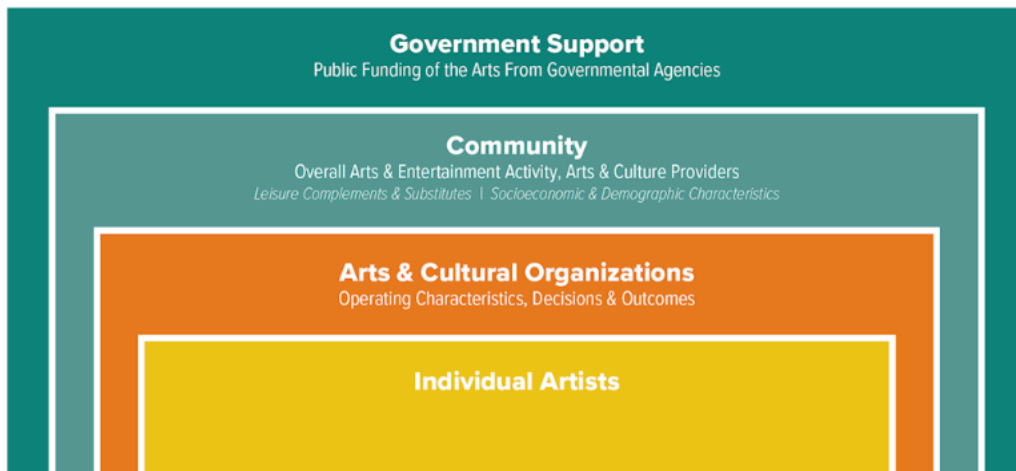 Government Support
Public Funding of the Arts From Governmental Agencies
Community
Overall Arts & Entertainment Activity, Arts & Culture Providers
Leisure Complements & Substitutes | Socioeconomic & Demographic Characteristics
Arts & Cultural Organizations
Operating Characteristics, Decisions & Outcomes
Individual Artists